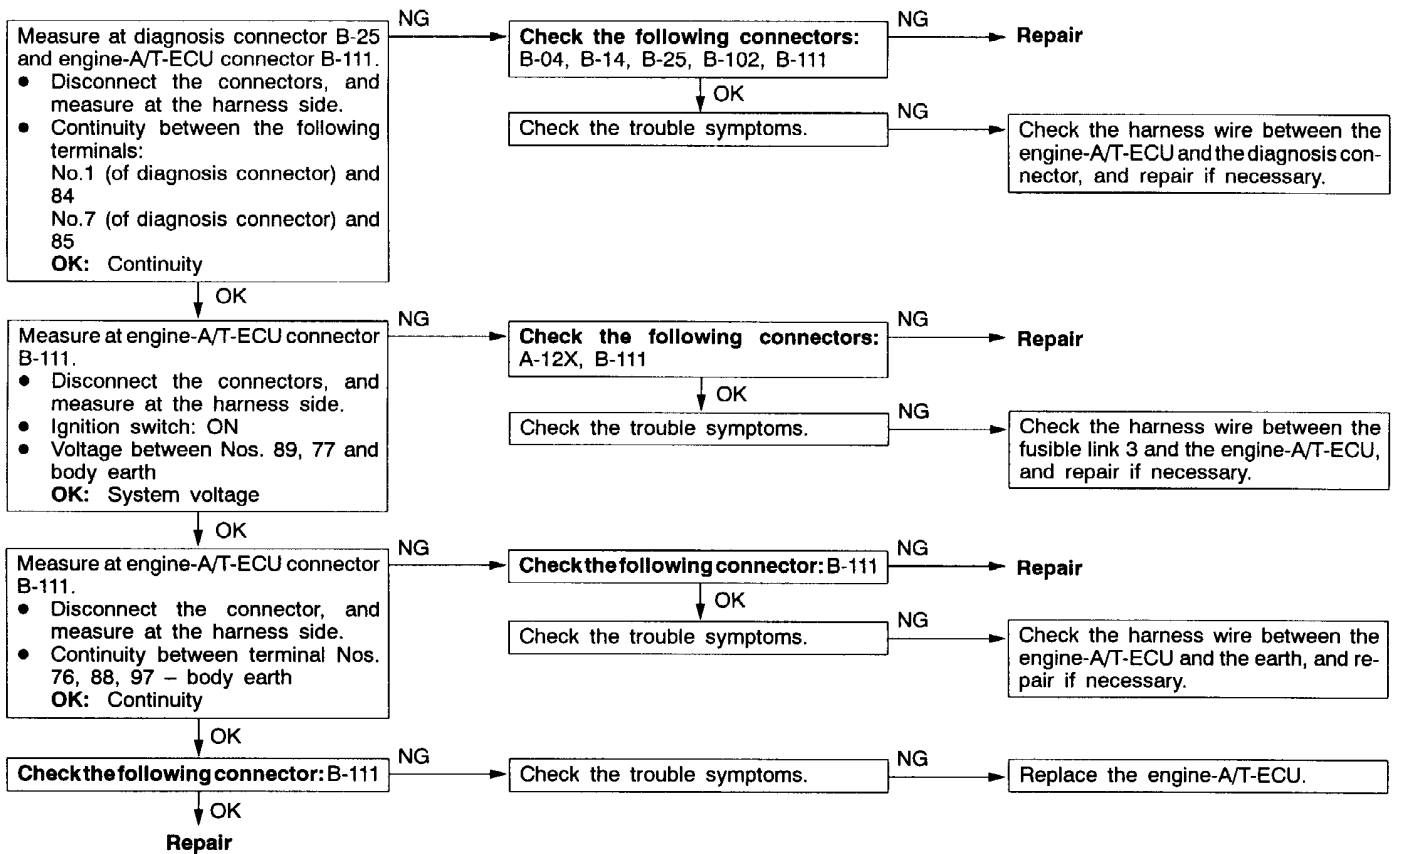 NG
NG
Measure at diagnosis connector B-25
and engine-A/T-ECU connector B-111.
● Disconnect the connectors, and
measure at the harness side.
● Continuity between the following
terminals:
No.1 (of diagnosis connector) and
84
No.7 (of diagnosis connector) and
85
OK: Continuity
Check the following connectors:
B-04, B-14, B-25, B-102, B-111
Repair
OK
NG
Check the trouble symptoms.
Check the harness wire between the
engine-A/T-ECU and the diagnosis con-
nector, and repair if necessary.
OK
NG
NG
Measure at engine-A/T-ECU connector
B-111.
● Disconnect the connectors, and
measure at the harness side.
● Ignition switch: ON
● Voltage between Nos. 89, 77 and
body earth
OK: System voltage
Check the following connectors:
A-12X, B-111
Repair
OK
NG
Check the trouble symptoms.
Check the harness wire between the
fusible link 3 and the engine-A/T-ECU,
and repair if necessary.
OK
NG
NG
Measure at engine-A/T-ECU connector
B-111.
● Disconnect the connector, and
measure at the harness side.
● Continuity between terminal Nos.
76, 88, 97 – body earth
OK: Continuity
Check the following connector: B-111
Repair
OK
NG
Check the trouble symptoms.
Check the harness wire between the
engine-A/T-ECU and the earth, and re-
pair if necessary.
OK
NG
NG
Check the following connector: B-111
Check the trouble symptoms.
Replace the engine-A/T-ECU.
OK
Repair